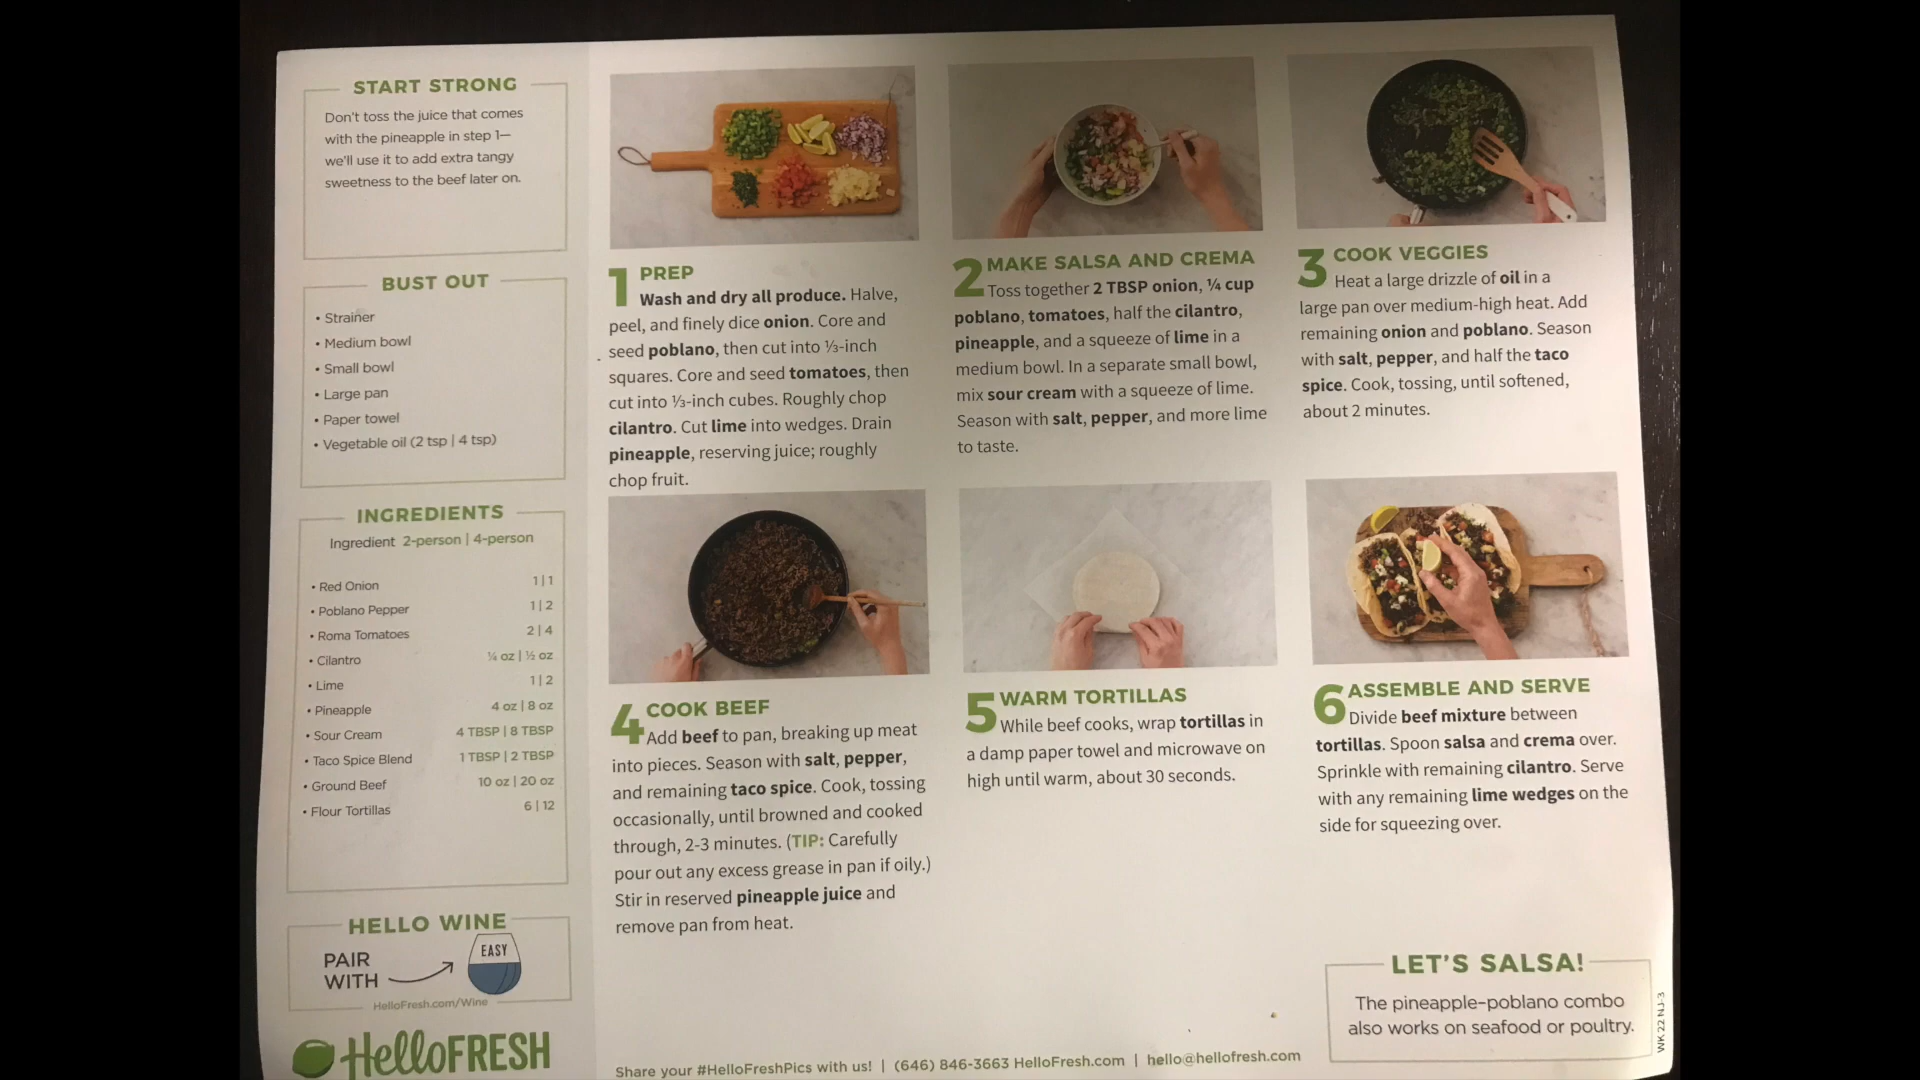 START STRONG
Don't toss the juice that comes
with the pineapple in step 1—
we'll use it to add extra tangy
sweetness to the beef later on.
BUST OUT
• Strainer
• Medium bowl
• Small bowl
• Large pan
• Paper towel
• Vegetable oil (2 tsp | 4 tsp)
INGREDIENTS
Ingredient 2-person | 4-person
• Red Onion 1 | 1
• Poblano Pepper 1 | 2
• Roma Tomatoes 2 | 4
• Cilantro ¼ oz | ½ oz
• Lime 1 | 2
• Pineapple 4 oz | 8 oz
• Sour Cream 4 TBSP | 8 TBSP
• Taco Spice Blend 1 TBSP | 2 TBSP
• Ground Beef 10 oz | 20 oz
• Flour Tortillas 6 | 12
HELLO WINE
PAIR
WITH
EASY
HelloFresh.com/Wine
HelloFRESH
1 PREP
Wash and dry all produce. Halve,
peel, and finely dice onion. Core and
seed poblano, then cut into ⅓-inch
squares. Core and seed tomatoes, then
cut into ⅓-inch cubes. Roughly chop
cilantro. Cut lime into wedges. Drain
pineapple, reserving juice; roughly
chop fruit.
2 MAKE SALSA AND CREMA
Toss together 2 TBSP onion, ¼ cup
poblano, tomatoes, half the cilantro,
pineapple, and a squeeze of lime in a
medium bowl. In a separate small bowl,
mix sour cream with a squeeze of lime.
Season with salt, pepper, and more lime
to taste.
3 COOK VEGGIES
Heat a large drizzle of oil in a
large pan over medium-high heat. Add
remaining onion and poblano. Season
with salt, pepper, and half the taco
spice. Cook, tossing, until softened,
about 2 minutes.
4 COOK BEEF
Add beef to pan, breaking up meat
into pieces. Season with salt, pepper,
and remaining taco spice. Cook, tossing
occasionally, until browned and cooked
through, 2-3 minutes. (TIP: Carefully
pour out any excess grease in pan if oily.)
Stir in reserved pineapple juice and
remove pan from heat.
5 WARM TORTILLAS
While beef cooks, wrap tortillas in
a damp paper towel and microwave on
high until warm, about 30 seconds.
6 ASSEMBLE AND SERVE
Divide beef mixture between
tortillas. Spoon salsa and crema over.
Sprinkle with remaining cilantro. Serve
with any remaining lime wedges on the
side for squeezing over.
LET'S SALSA!
The pineapple-poblano combo
also works on seafood or poultry.
WK 22 NJ-3
Share your #HelloFreshPics with us! | (646) 846-3663 HelloFresh.com | hello@hellofresh.com